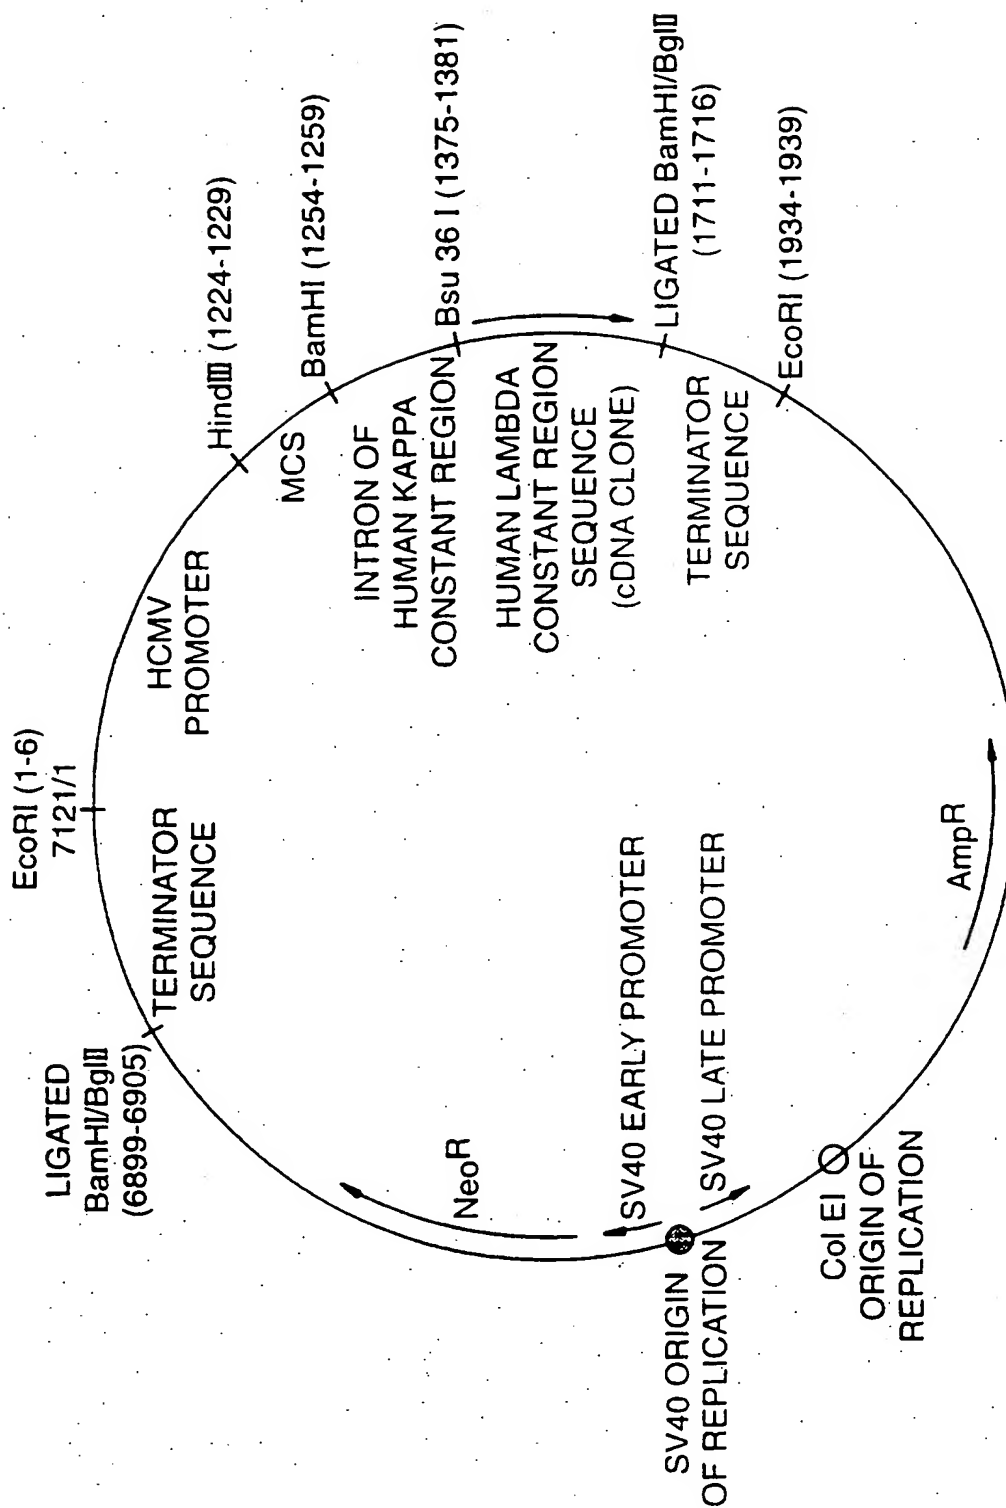 EcoRI (1-6)
7121/1
HCMV
PROMOTER
HindⅢ (1224-1229)
MCS
BamHI (1254-1259)
INTRON OF
HUMAN KAPPA
CONSTANT REGION
Bsu 36 I (1375-1381)
HUMAN LAMBDA
CONSTANT REGION
SEQUENCE
(cDNA CLONE)
LIGATED BamHI/BglⅡ
(1711-1716)
TERMINATOR
SEQUENCE
EcoRI (1934-1939)
AmpR
Col EI
ORIGIN OF
REPLICATION
SV40 LATE PROMOTER
SV40 EARLY PROMOTER
SV40 ORIGIN
OF REPLICATION
NeoR
LIGATED
BamHI/BglⅡ
(6899-6905)
TERMINATOR
SEQUENCE